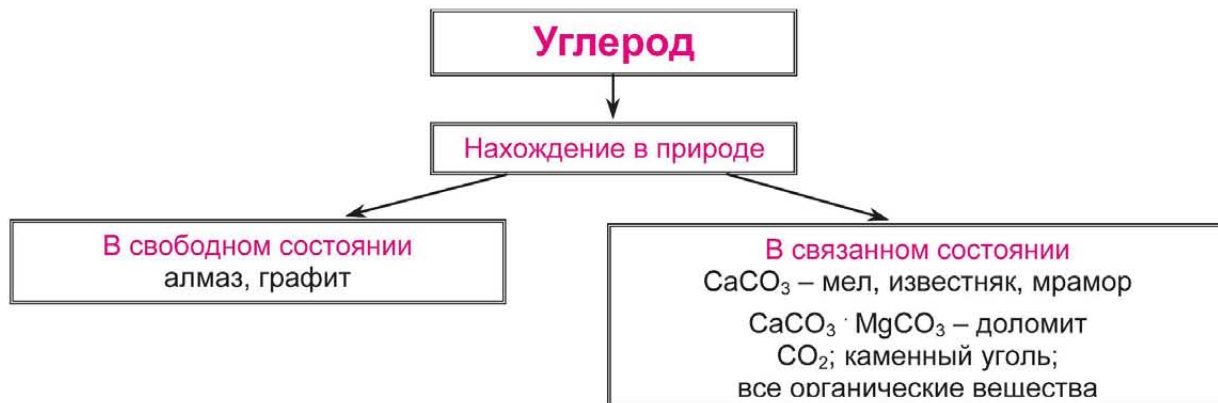 Углерод
Нахождение в природе
В свободном состоянии
алмаз, графит
В связанном состоянии
CaCO₃ – мел, известняк, мрамор
CaCO₃ · MgCO₃ – доломит
CO₂; каменный уголь;
все органические вещества